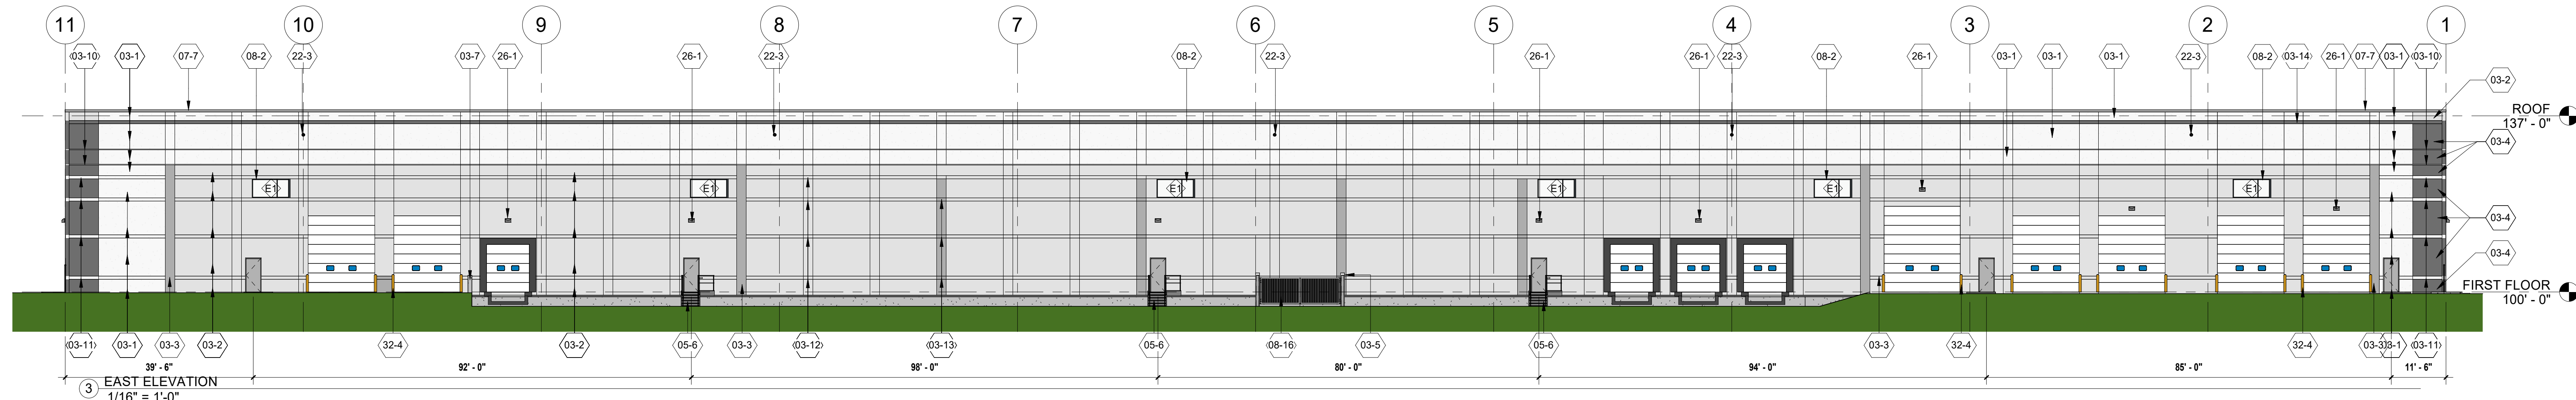 11 10 9 8 7 6 5 4 3 2 1
03-10 03-1 07-7 08-2 22-3 03-7 26-1 26-1 22-3 08-2 22-3 26-1 26-1 22-3 08-2 26-1 03-1 03-1 03-1 22-3 08-2 03-14 26-1 07-7 03-1 03-10
03-2
ROOF
137' - 0"
03-4
E1 E1 E1 E1 E1 E1
03-4
03-4
FIRST FLOOR
100' - 0"
03-11 03-1 03-3 03-2 32-4 03-2 05-6 03-3 03-12 03-13 05-6 08-16 03-5 05-6 03-3 32-4 32-4 03-3 03-1 03-11
39' - 6" 92' - 0" 98' - 0" 80' - 0" 94' - 0" 85' - 0" 11' - 6"
3 EAST ELEVATION
1/16" = 1'-0"